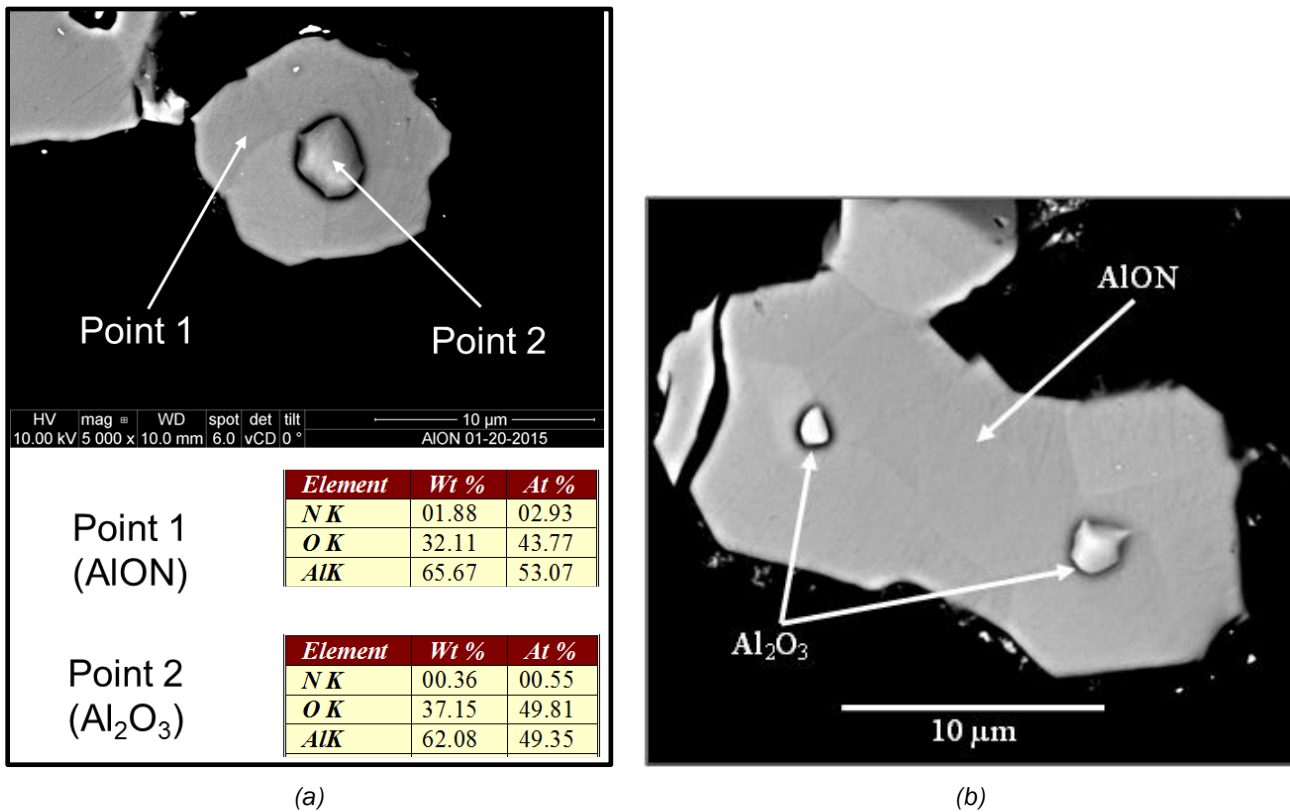 Point 1
Point 2
HV mag ⊞ WD spot det tilt 10 µm
10.00 kV 5 000 x 10.0 mm 6.0 vCD 0 ° AlON 01-20-2015
Point 1
(AlON)
Element Wt % At %
N K 01.88 02.93
O K 32.11 43.77
AlK 65.67 53.07
Point 2
(Al₂O₃)
Element Wt % At %
N K 00.36 00.55
O K 37.15 49.81
AlK 62.08 49.35
(a)
AlON
Al₂O₃
10 µm
(b)